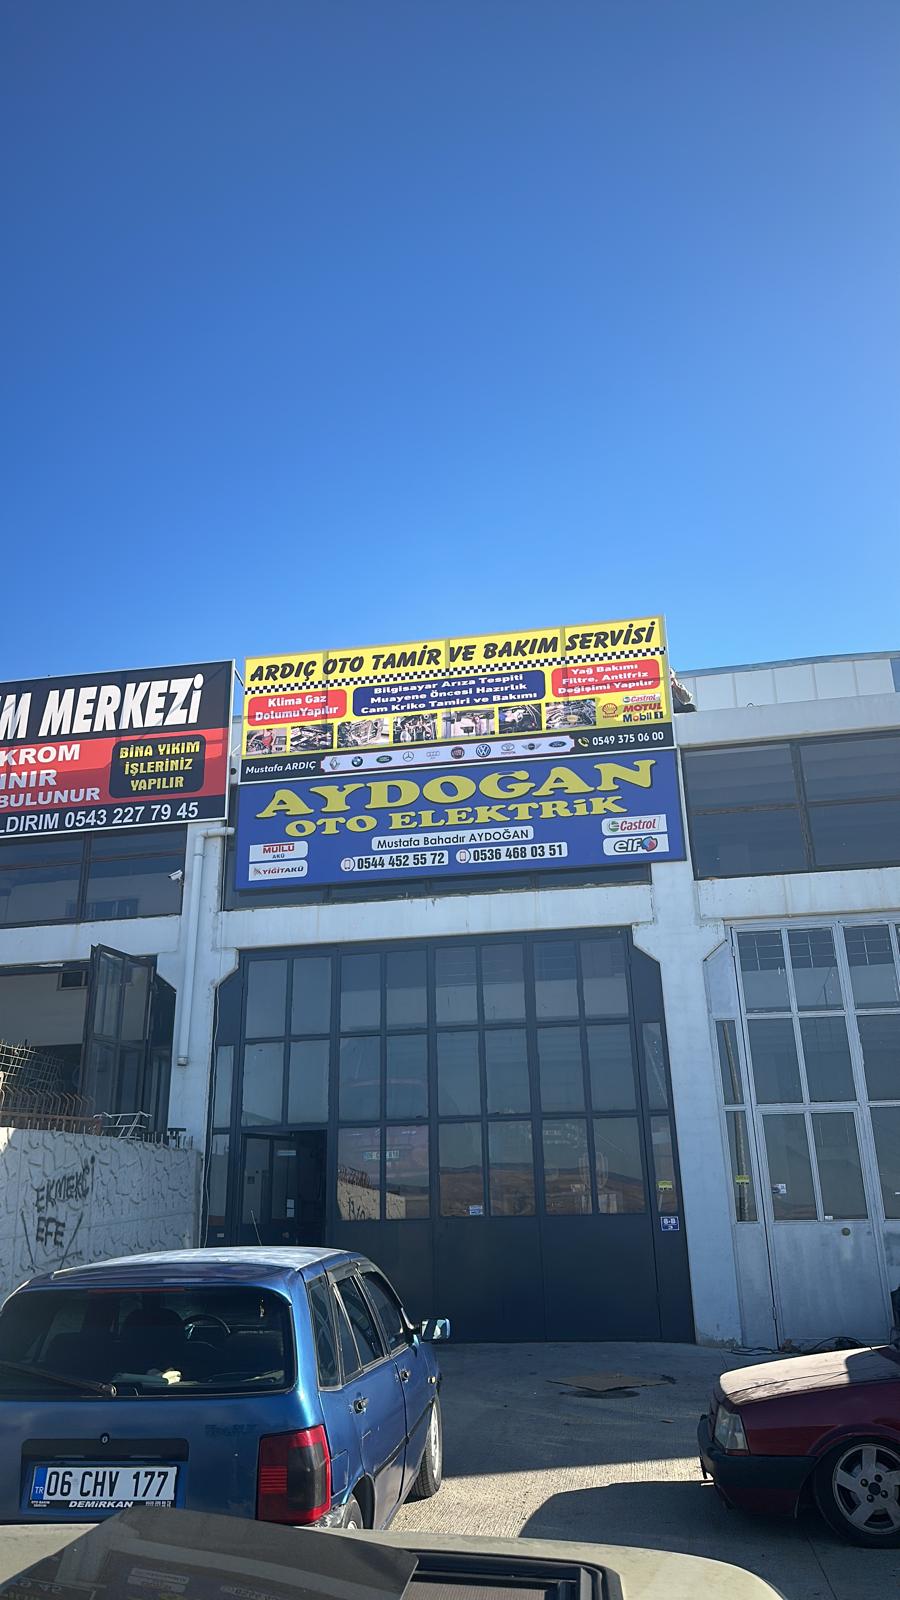 ARDIÇ OTO TAMİR VE BAKIM SERVİSİ
Klima Gaz
DolumuYapılır
Bilgisayar Arıza Tespiti
Muayene Öncesi Hazırlık
Cam Kriko Tamiri ve Bakımı
Yağ Bakımı
Filtre, Antifriz
Değişimi Yapılır
Castrol
MOTUL
Mobil 1
Mustafa ARDIÇ
0549 375 06 00
AYDOĞAN
OTO ELEKTRİK
Mustafa Bahadır AYDOĞAN
0544 452 55 72
0536 468 03 51
MUTLU
AKÜ
YİĞİTAKÜ
Castrol
elf
M MERKEZİ
KROM
INIR
BULUNUR
BİNA YIKIM
İŞLERİNİZ
YAPILIR
LDIRIM 0543 227 79 45
EKMEKÇİ
EFE
B-B
TR 06 CHV 177
DEMİRKAN